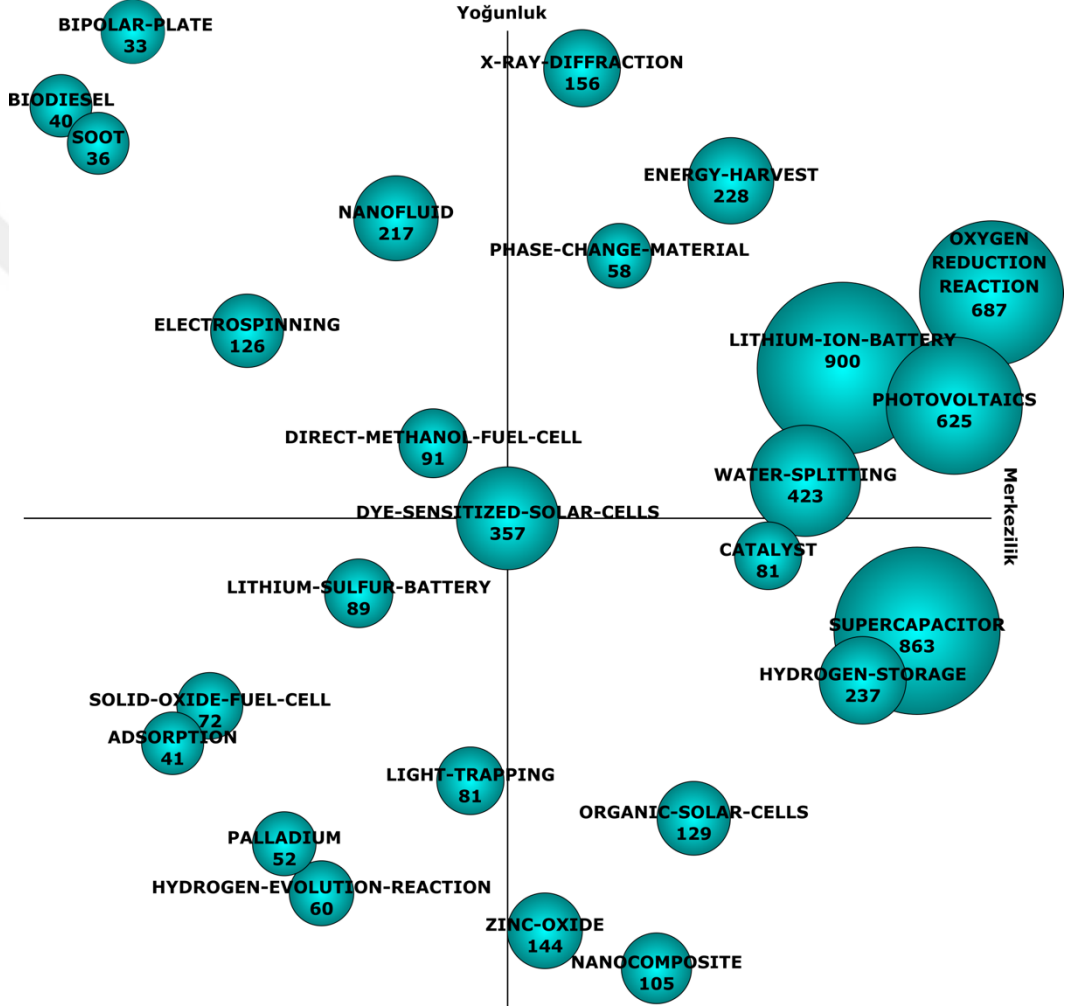 Yoğunluk
BIPOLAR-PLATE
33
X-RAY-DIFFRACTION
156
BIODIESEL
40
SOOT
36
ENERGY-HARVEST
228
NANOFLUID
217
PHASE-CHANGE-MATERIAL
58
OXYGEN
REDUCTION
REACTION
687
ELECTROSPINNING
126
LITHIUM-ION-BATTERY
900
PHOTOVOLTAICS
625
DIRECT-METHANOL-FUEL-CELL
91
WATER-SPLITTING
423
Merkezilik
DYE-SENSITIZED-SOLAR-CELLS
357
CATALYST
81
LITHIUM-SULFUR-BATTERY
89
SUPERCAPACITOR
863
HYDROGEN-STORAGE
237
SOLID-OXIDE-FUEL-CELL
72
ADSORPTION
41
LIGHT-TRAPPING
81
ORGANIC-SOLAR-CELLS
129
PALLADIUM
52
HYDROGEN-EVOLUTION-REACTION
60
ZINC-OXIDE
144
NANOCOMPOSITE
105